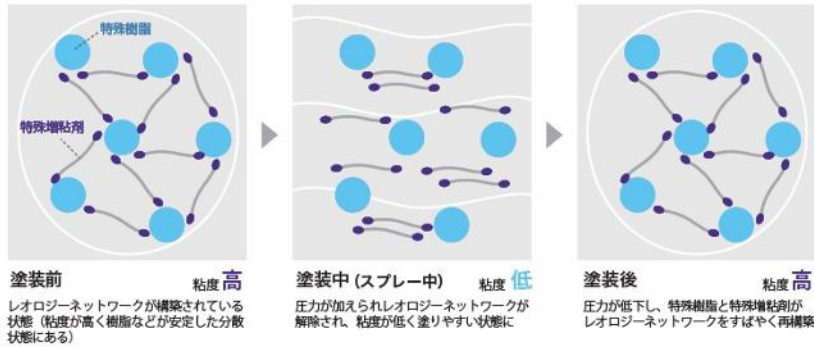 特殊樹脂
特殊増粘剤
塗装前 粘度 高
レオロジーネットワークが構築されている
状態（粘度が高く樹脂などが安定した分散
状態にある）
塗装中（スプレー中） 粘度 低
圧力が加えられレオロジーネットワークが
解除され、粘度が低く塗りやすい状態に
塗装後 粘度 高
圧力が低下し、特殊樹脂と特殊増粘剤が
レオロジーネットワークをすばやく再構築